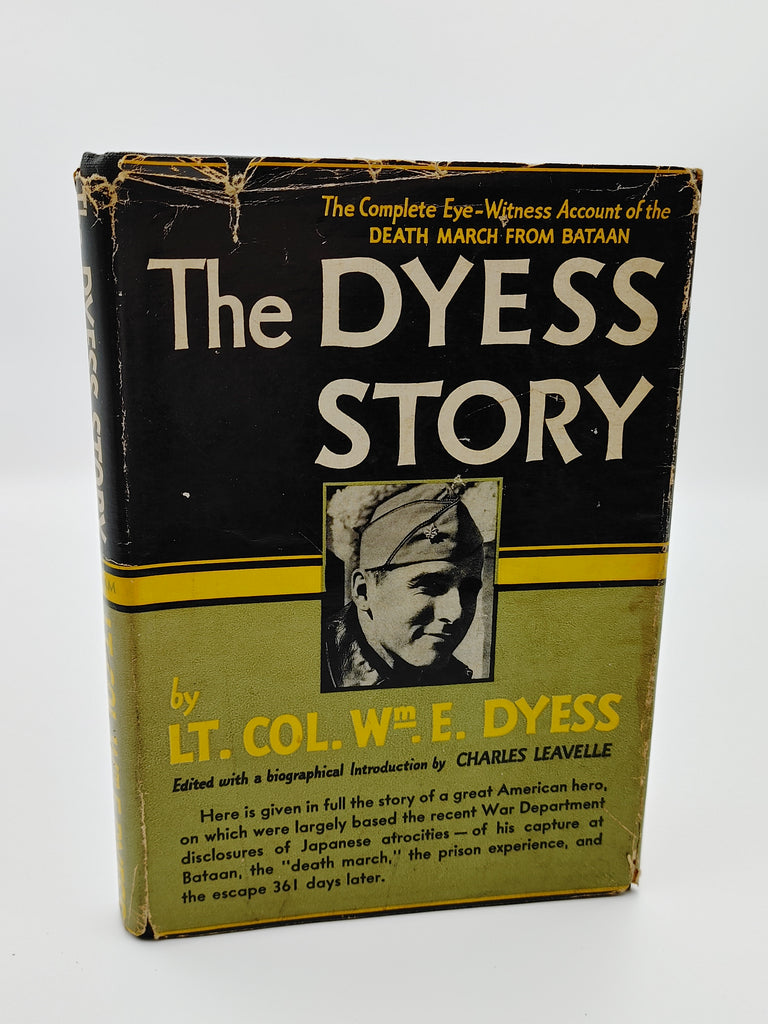 The Complete Eye-Witness Account of the
DEATH MARCH FROM BATAAN
The DYESS
STORY
by
LT. COL. Wm. E. DYESS
Edited with a biographical Introduction by CHARLES LEAVELLE
Here is given in full the story of a great American hero,
on which were largely based the recent War Department
disclosures of Japanese atrocities — of his capture at
Bataan, the "death march," the prison experience, and
the escape 361 days later.
DYESS STORY